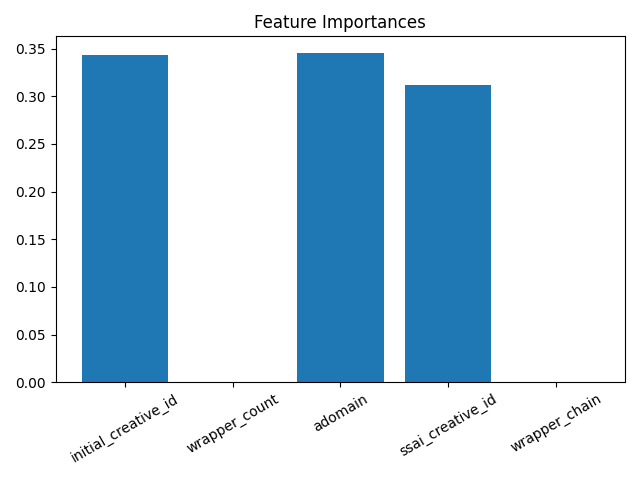 Feature Importances
0.35
0.30
0.25
0.20
0.15
0.10
0.05
0.00
initial_creative_id
wrapper_count
adomain
ssai_creative_id
wrapper_chain